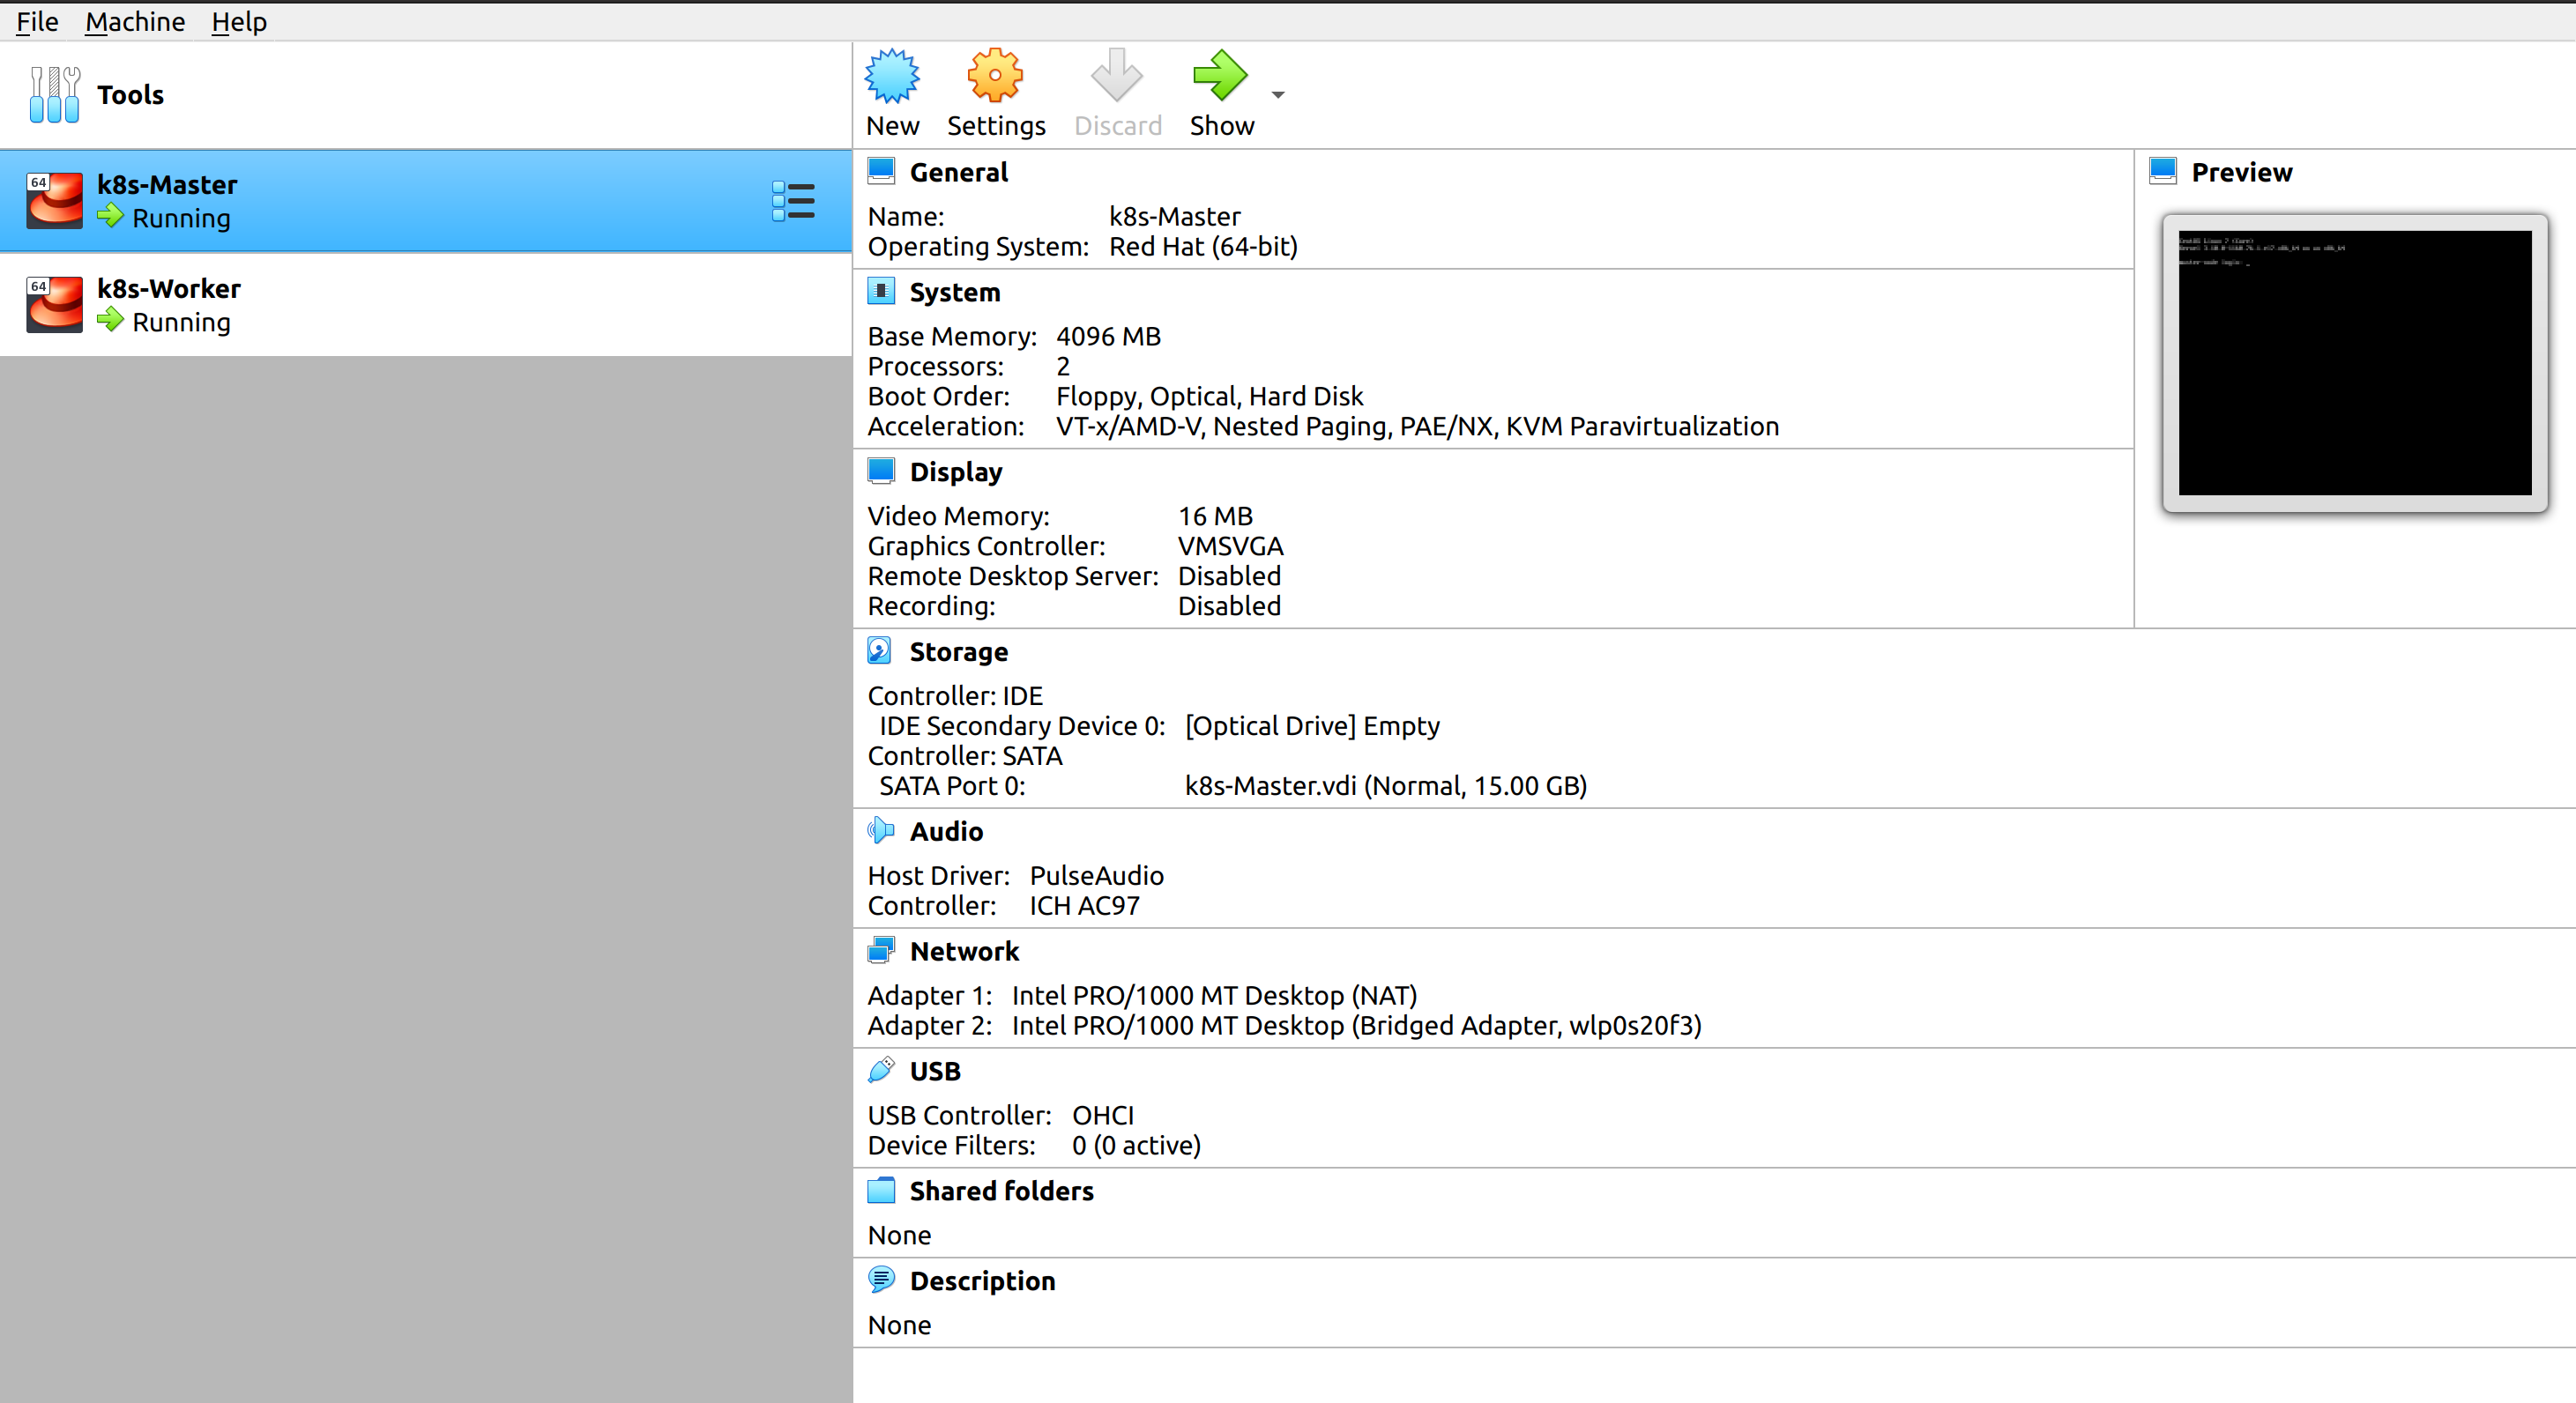 File Machine Help
Tools
64
k8s-Master
Running
64
k8s-Worker
Running
New Settings Discard Show
General
Name: k8s-Master
Operating System: Red Hat (64-bit)
System
Base Memory: 4096 MB
Processors: 2
Boot Order: Floppy, Optical, Hard Disk
Acceleration: VT-x/AMD-V, Nested Paging, PAE/NX, KVM Paravirtualization
Display
Video Memory: 16 MB
Graphics Controller: VMSVGA
Remote Desktop Server: Disabled
Recording: Disabled
Preview
master-node login: _
Storage
Controller: IDE
IDE Secondary Device 0: [Optical Drive] Empty
Controller: SATA
SATA Port 0: k8s-Master.vdi (Normal, 15.00 GB)
Audio
Host Driver: PulseAudio
Controller: ICH AC97
Network
Adapter 1: Intel PRO/1000 MT Desktop (NAT)
Adapter 2: Intel PRO/1000 MT Desktop (Bridged Adapter, wlp0s20f3)
USB
USB Controller: OHCI
Device Filters: 0 (0 active)
Shared folders
None
Description
None